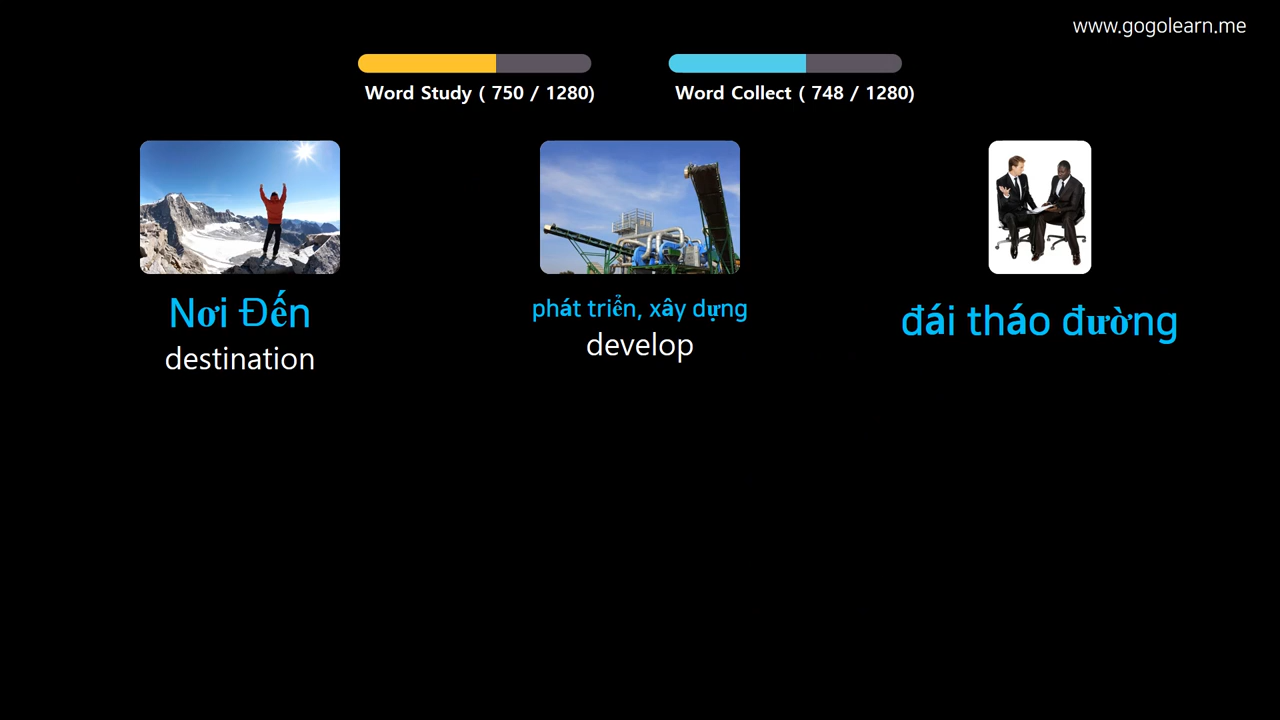 www.gogolearn.me
Word Study ( 750 / 1280)
Word Collect ( 748 / 1280)
Nơi Đến
destination
phát triển, xây dựng
develop
đái tháo đường